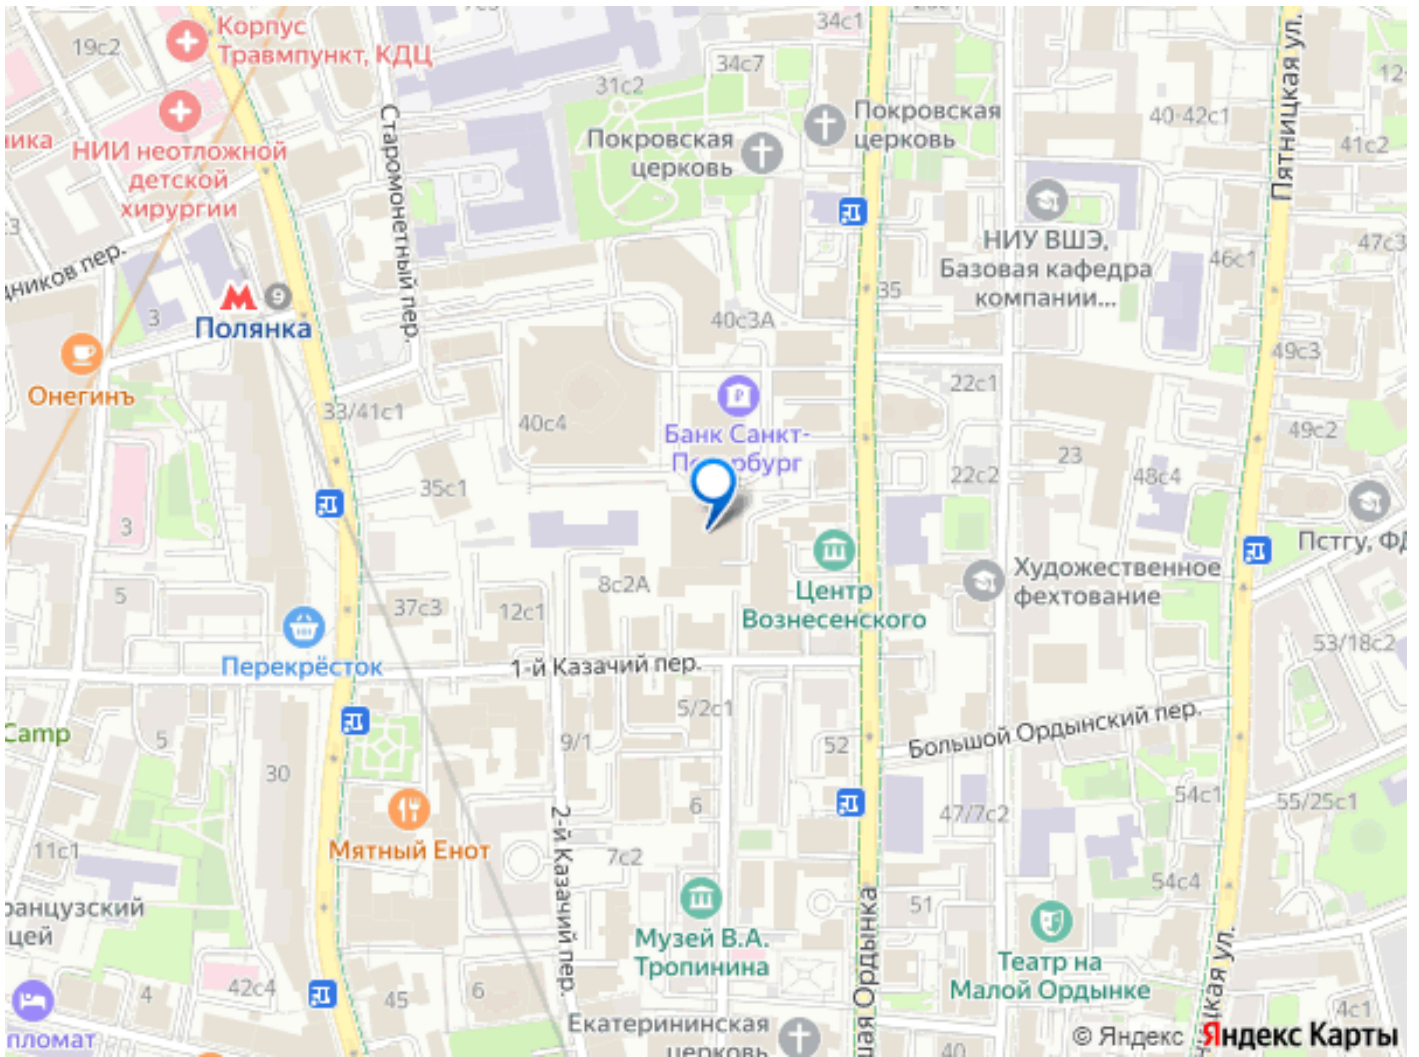 Корпус
Травмпункт, КДЦ
19с2
34с1
34с7
31с2
НИИ неотложной
детской
хирургии
Старомонетный пер.
Покровская
церковь
Покровская
церковь
40-42с1
41с2
Пятницкая ул.
НИУ ВШЭ,
Базовая кафедра
компании...
46с1
47с3
9
3
Полянка
35
40с3А
Онегинъ
33/41с1
40с4
22с1
49с3
Банк Санкт-
49с2
23
22с2
48с4
35с1
3
Центр
Вознесенского
Художественное
фехтование
8с2А
5
37с3
12с1
Перекрёсток
1-й Казачий пер.
53/18с2
5/2с1
Большой Ордынский пер.
5
9/1
52
30
47/7с2
54с1
55/25с1
6
2-й Казачий пер.
Мятный Енот
7с2
11с1
54с4
51
Музей В.А.
Тропинина
Театр на
Малой Ордынке
42с4
4
45
6
4с1
Екатерининская
церковь
40
© Яндекс
Яндекс Карты